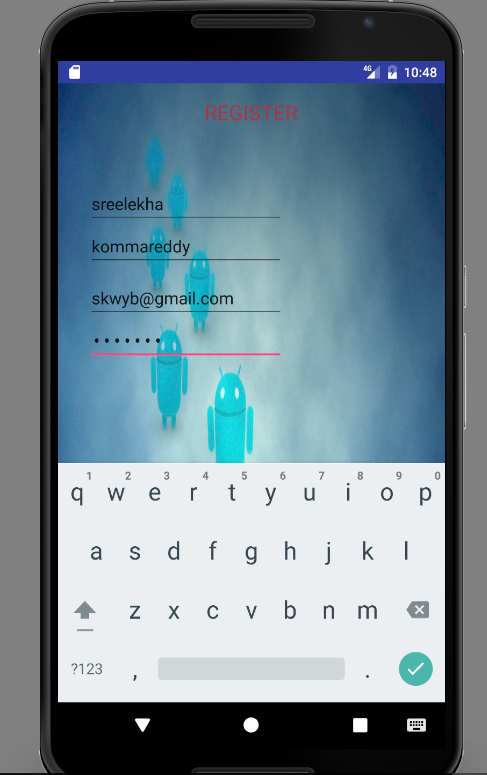 4G 10:48
REGISTER
sreelekha
kommareddy
skwyb@gmail.com
•••••••
1 2 3 4 5 6 7 8 9 0
q w e r t y u i o p
a s d f g h j k l
z x c v b n m
?123 , .